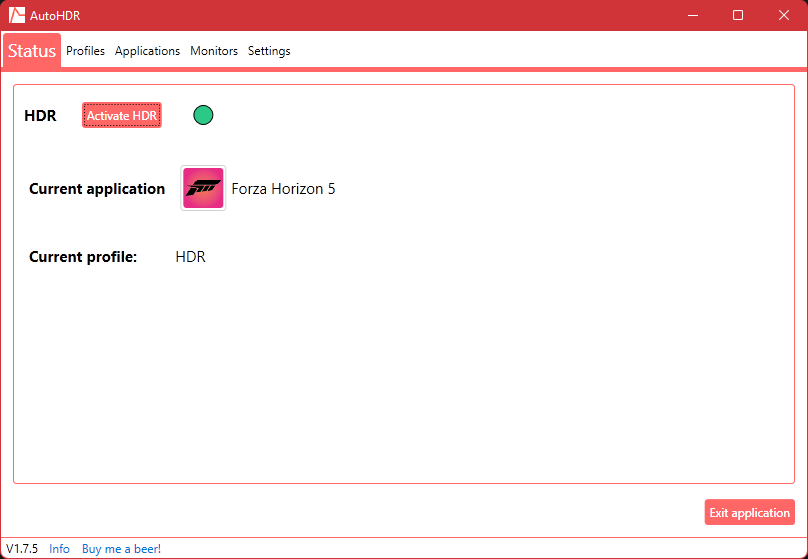 AutoHDR
Status Profiles Applications Monitors Settings
HDR Activate HDR
Current application Forza Horizon 5
Current profile: HDR
Exit application
V1.7.5 Info Buy me a beer!